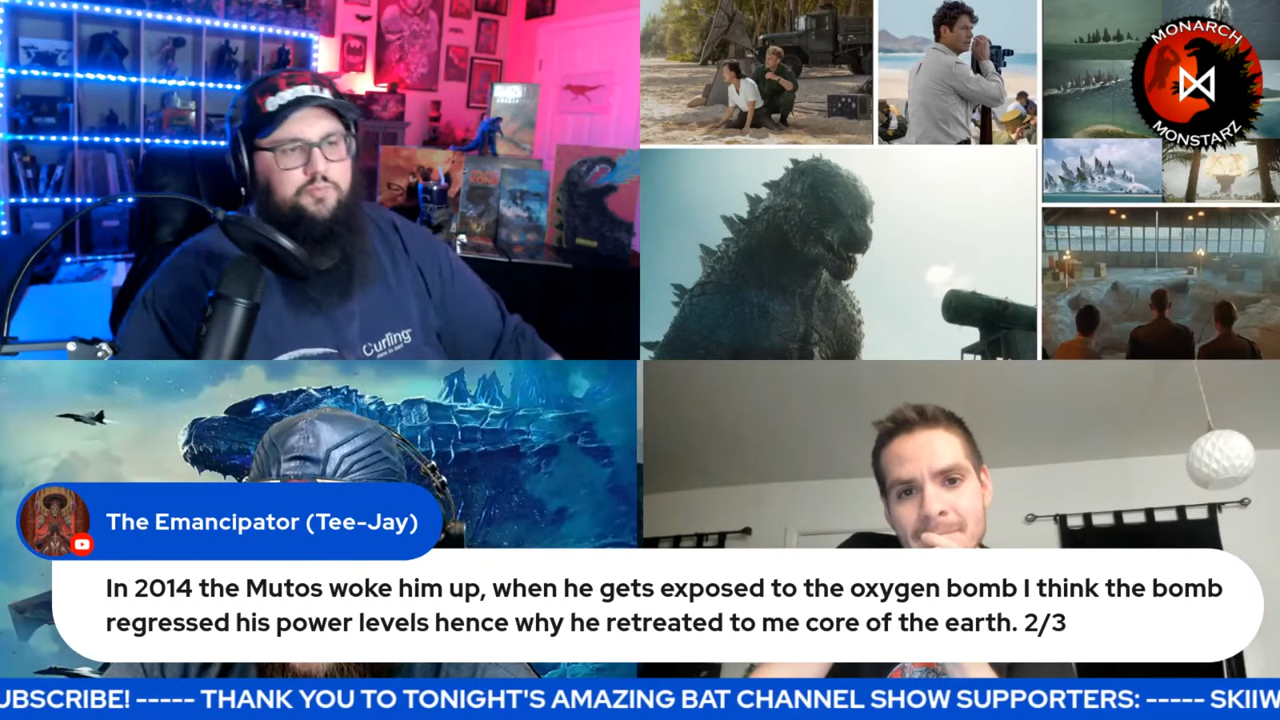 MONARCH
MONSTARZ
Curling
The Emancipator (Tee-Jay)
In 2014 the Mutos woke him up, when he gets exposed to the oxygen bomb I think the bomb
regressed his power levels hence why he retreated to me core of the earth. 2/3
UBSCRIBE! ----- THANK YOU TO TONIGHT'S AMAZING BAT CHANNEL SHOW SUPPORTERS: ----- SKIIW